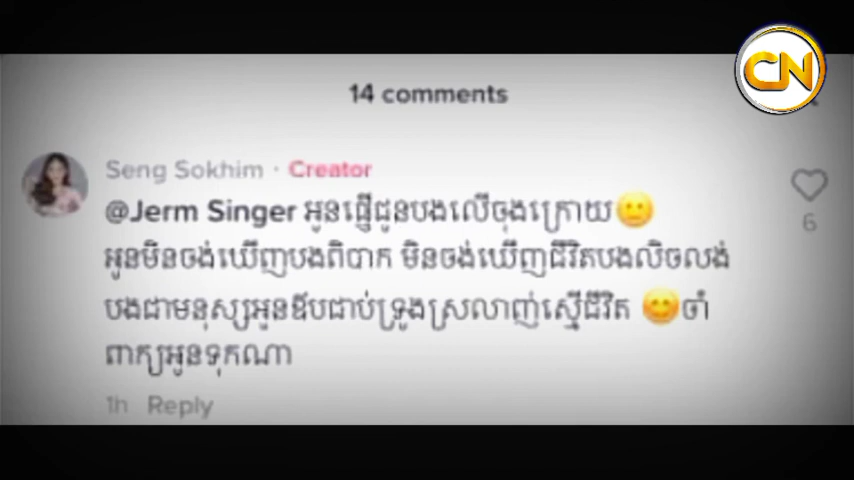 CN
14 comments
Seng Sokhim · Creator
@Jerm Singer អូនផ្ញើជូនបងលើចុងក្រោយ🙂
6
អូនមិនចង់ឃើញបងពិបាក មិនចង់ឃើញជីវិតបងលិចលង់
បងជាមនុស្សអូនឱបជាប់ទ្រូងស្រលាញ់ស្មើជីវិត 😊ចាំ
ពាក្យអូនទុកណា
1h Reply